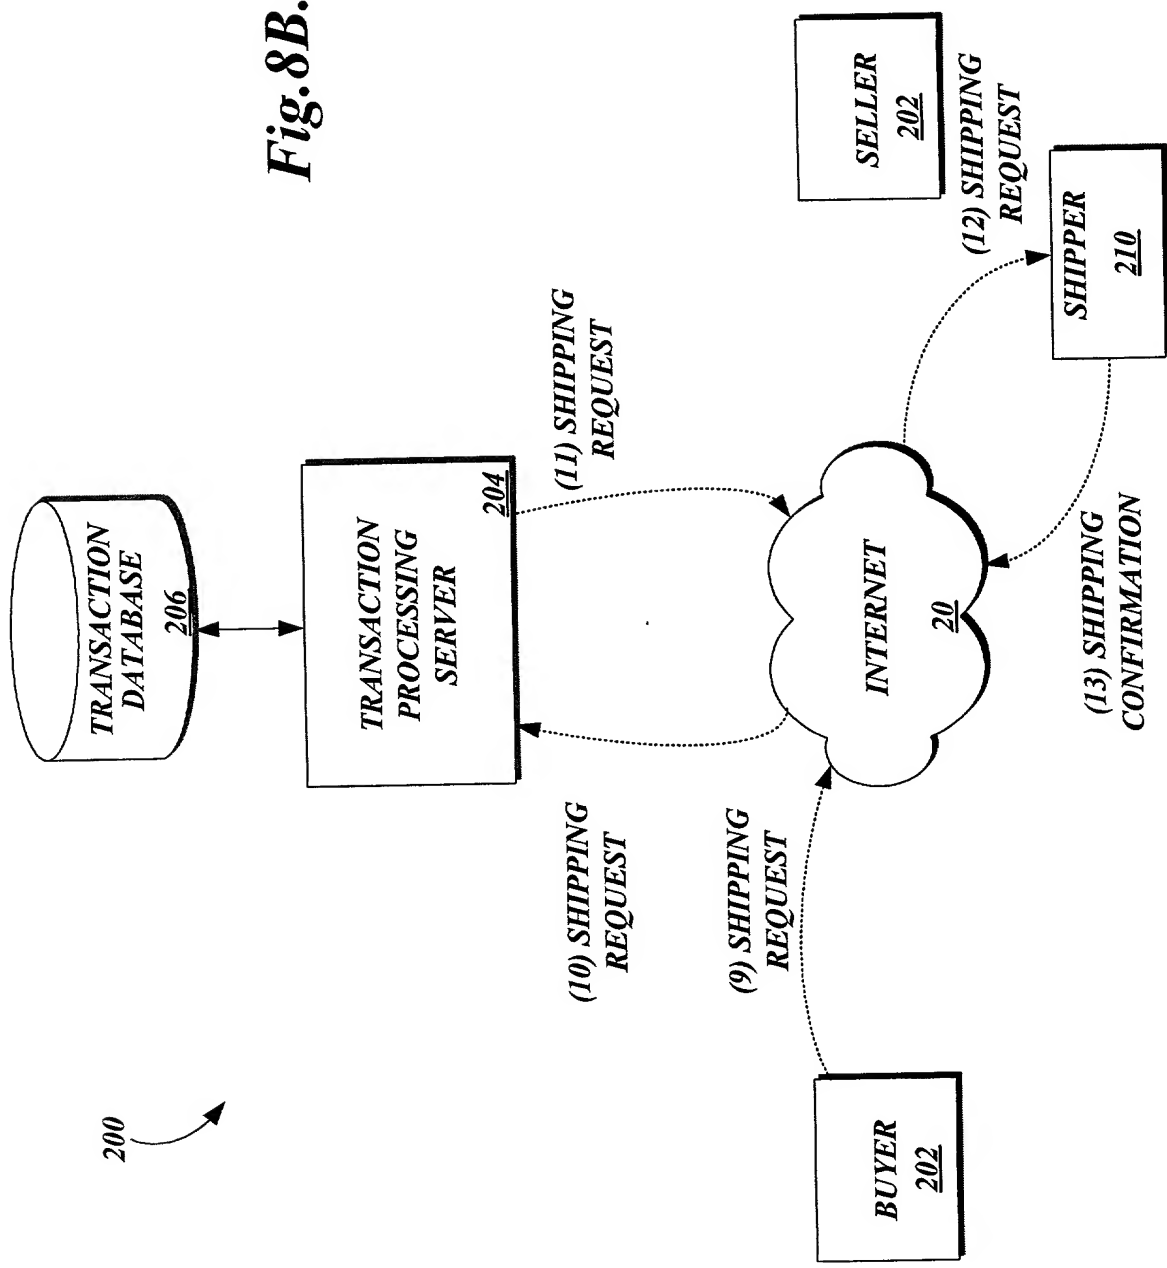 200
TRANSACTION
DATABASE
206
TRANSACTION
PROCESSING
SERVER
204
(10) SHIPPING
REQUEST
(11) SHIPPING
REQUEST
(9) SHIPPING
REQUEST
BUYER
202
INTERNET
20
SELLER
202
(12) SHIPPING
REQUEST
SHIPPER
210
(13) SHIPPING
CONFIRMATION
Fig.8B.